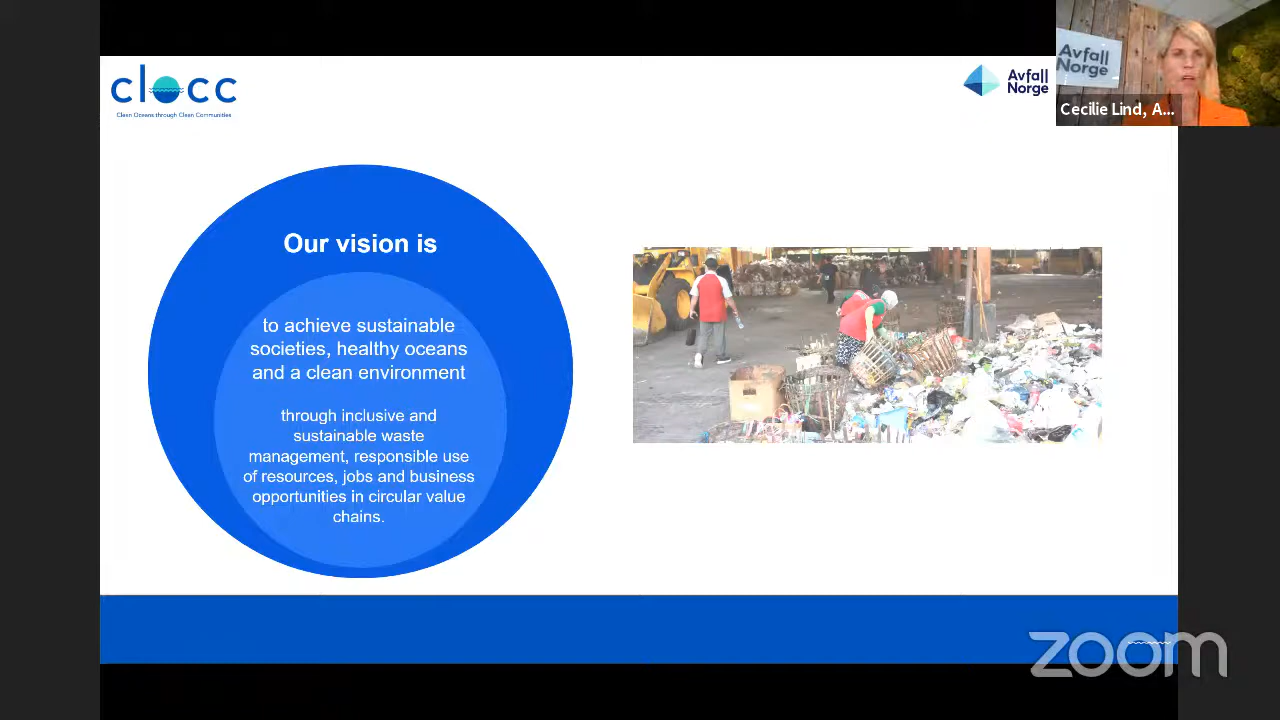 clocc
Clean Oceans through Clean Communities
Avfall
Norge
Avfall
Norge
Cecilie Lind, A...
Our vision is
to achieve sustainable
societies, healthy oceans
and a clean environment
through inclusive and
sustainable waste
management, responsible use
of resources, jobs and business
opportunities in circular value
chains.
zoom